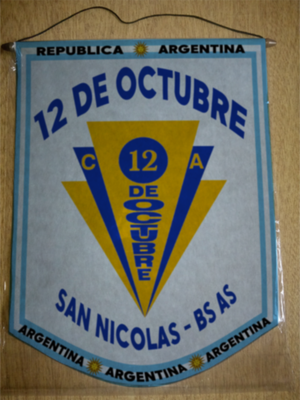 REPUBLICA ARGENTINA
12 DE OCTUBRE
C 12 A
DE
OCTUBRE
SAN NICOLAS - BS AS
ARGENTINA ARGENTINA ARGENTINA